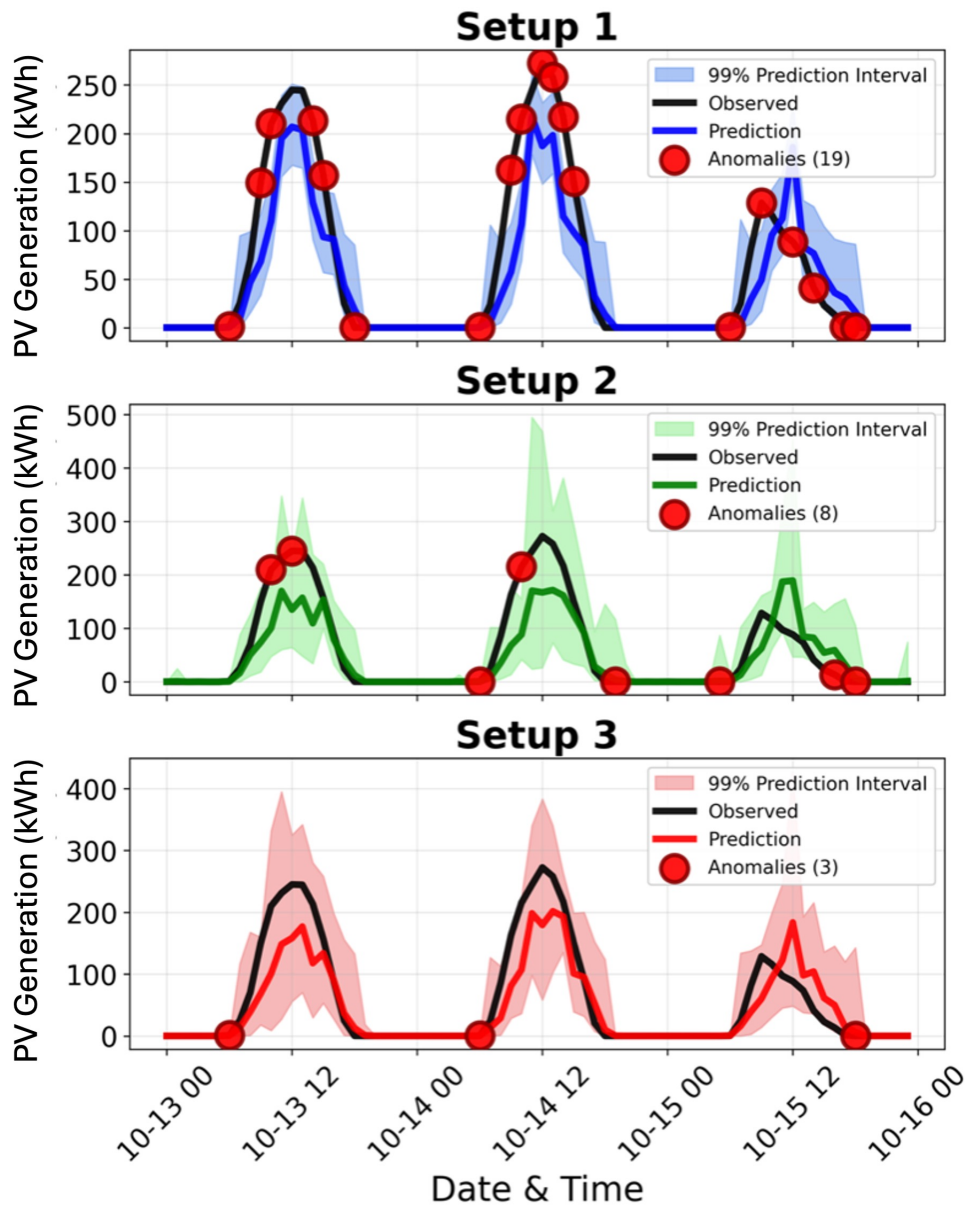 Setup 1
PV Generation (kWh)
250
200
150
100
50
0
99% Prediction Interval
Observed
Prediction
Anomalies (19)
Setup 2
PV Generation (kWh)
500
400
300
200
100
0
99% Prediction Interval
Observed
Prediction
Anomalies (8)
Setup 3
PV Generation (kWh)
400
300
200
100
0
99% Prediction Interval
Observed
Prediction
Anomalies (3)
10-13 00
10-13 12
10-14 00
10-14 12
10-15 00
10-15 12
10-16 00
Date & Time